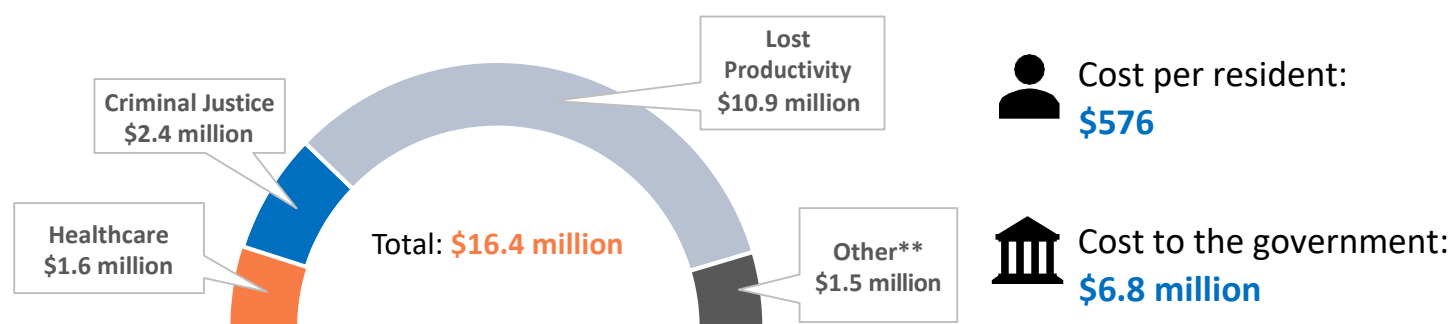 Lost
Productivity
$10.9 million
Criminal Justice
$2.4 million
Healthcare
$1.6 million
Total: $16.4 million
Other**
$1.5 million
Cost per resident:
$576
Cost to the government:
$6.8 million